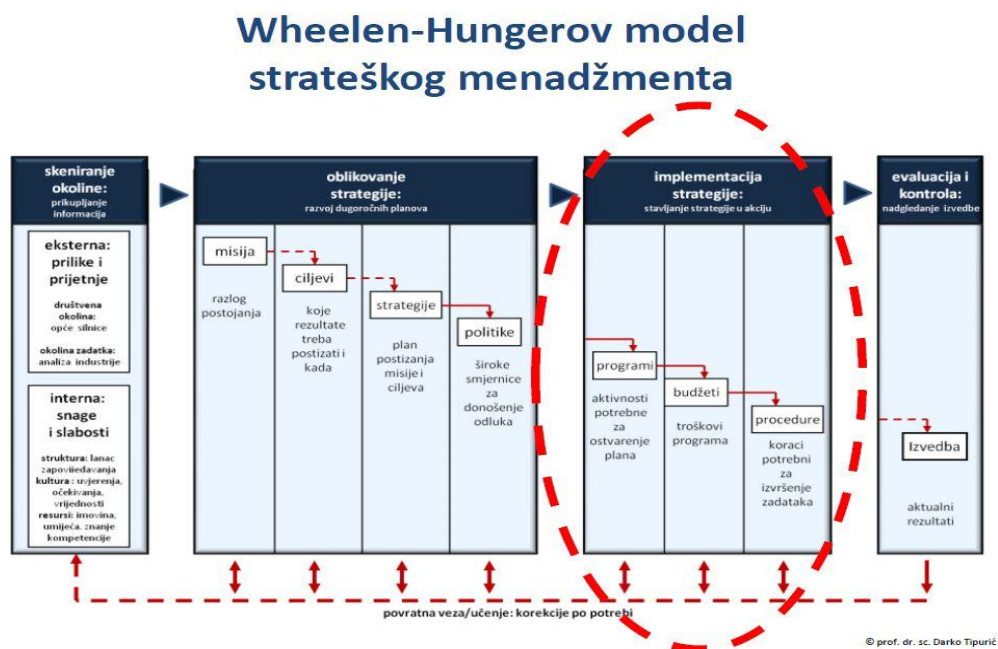 Wheelen-Hungerov model
strateškog menadžmenta
skeniranje
okoline:
prikupljanje
informacija
eksterna:
prilike i
prijetnje
društvena
okolina:
opće silnice
okolina zadatka:
analiza industrije
interna:
snage
i slabosti
struktura: lanac
zapovijedavanja
kultura : uvjerenja,
očekivanja,
vrijednosti
resursi: imovina,
umijeća, znanje
kompetencije
oblikovanje
strategije:
razvoj dugoročnih planova
misija
razlog
postojanja
ciljevi
koje
rezultate
treba
postizati i
kada
strategije
plan
postizanja
misije i
ciljeva
politike
široke
smjernice
za
donošenje
odluka
implementacija
strategije:
stavljanje strategije u akciju
programi
aktivnosti
potrebne
za
ostvarenje
plana
budžeti
troškovi
programa
procedure
koraci
potrebni
za
izvršenje
zadataka
evaluacija i
kontrola:
nadgledanje izvedbe
Izvedba
aktualni
rezultati
povratna veza/učenje: korekcije po potrebi
© prof. dr. sc. Darko Tipurić